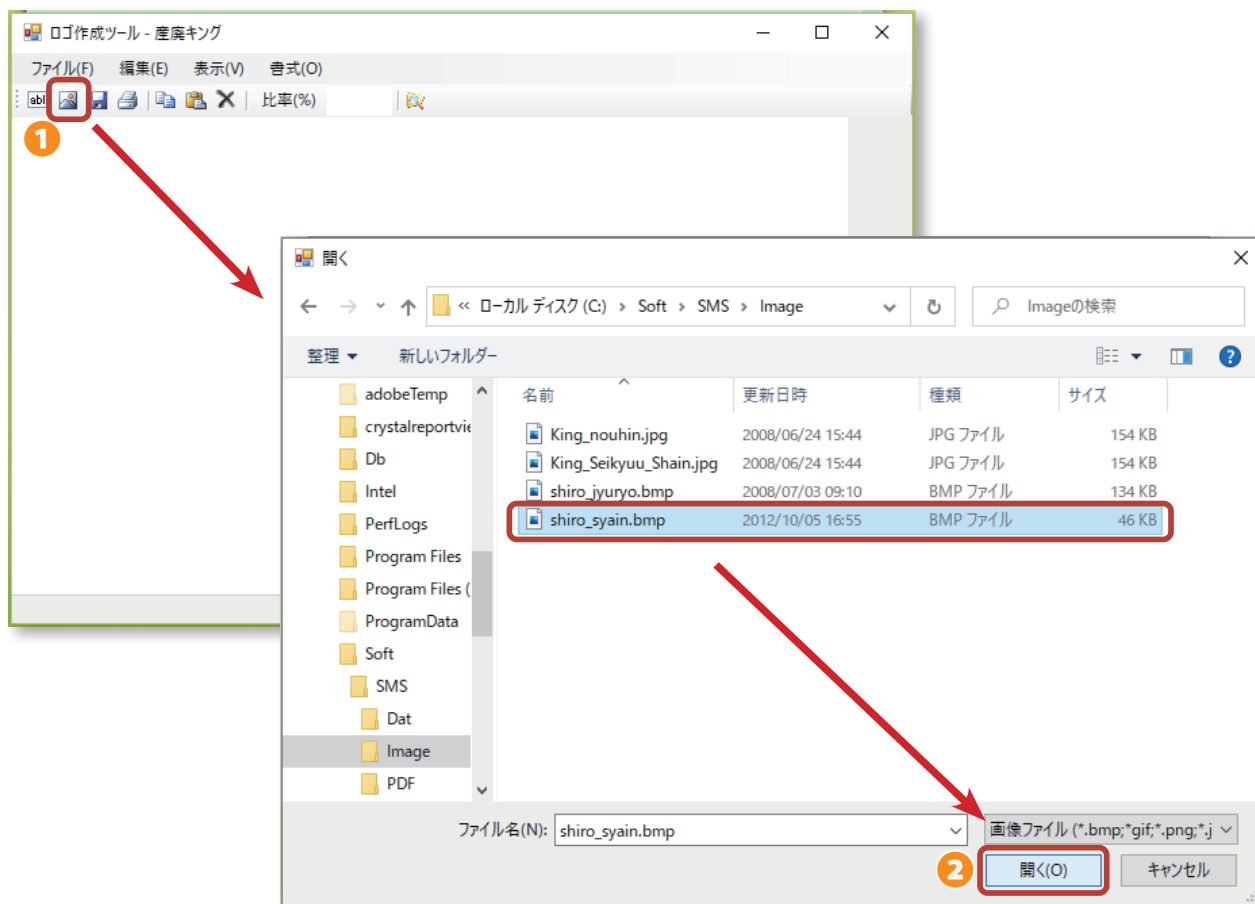 ロゴ作成ツール - 産廃キング
ファイル(F) 編集(E) 表示(V) 書式(O)
abl 比率(%)
1
開く
« ローカル ディスク (C:) › Soft › SMS › Image
Imageの検索
整理 新しいフォルダー
?
adobeTemp
crystalreportvie
Db
Intel
PerfLogs
Program Files
Program Files (
ProgramData
Soft
SMS
Dat
Image
PDF
名前 更新日時 種類 サイズ
King_nouhin.jpg 2008/06/24 15:44 JPG ファイル 154 KB
King_Seikyuu_Shain.jpg 2008/06/24 15:44 JPG ファイル 154 KB
shiro_jyuryo.bmp 2008/07/03 09:10 BMP ファイル 134 KB
shiro_syain.bmp 2012/10/05 16:55 BMP ファイル 46 KB
ファイル名(N): shiro_syain.bmp 画像ファイル (*.bmp;*gif;*.png;*.j
2 開く(O) キャンセル